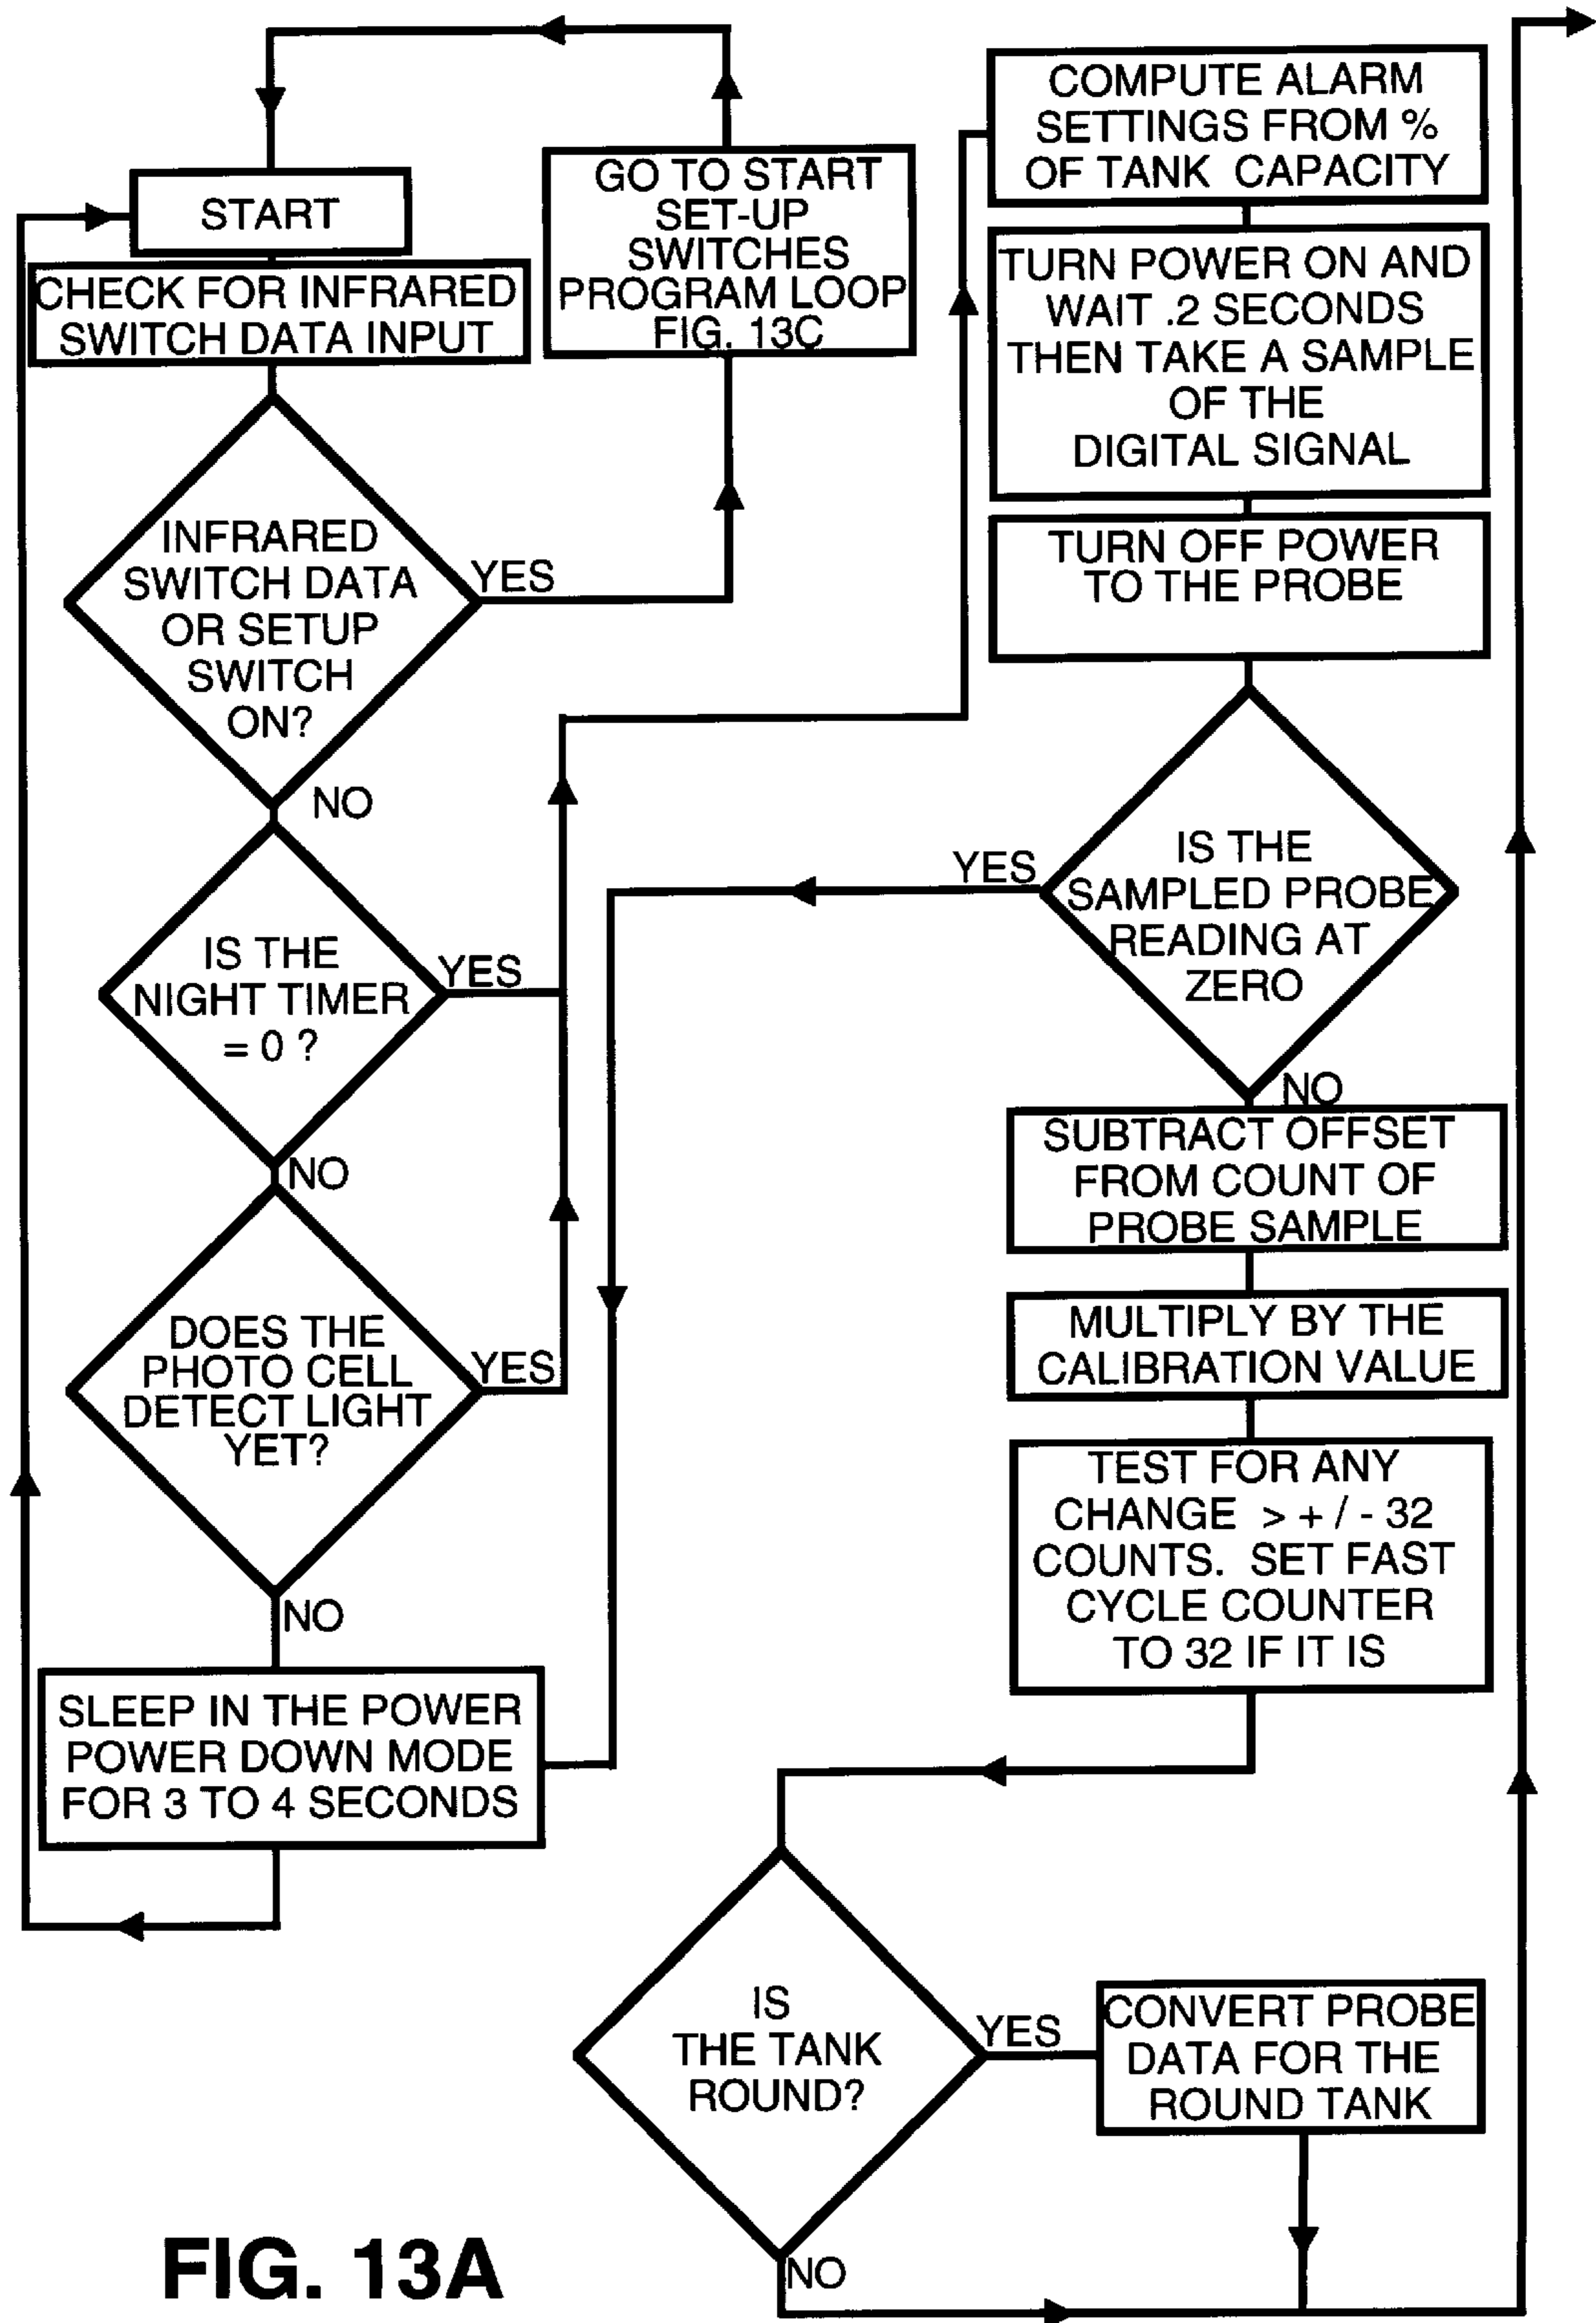 START
CHECK FOR INFRARED
SWITCH DATA INPUT
GO TO START
SET-UP
SWITCHES
PROGRAM LOOP
FIG. 13C
INFRARED
SWITCH DATA
OR SETUP
SWITCH
ON?
YES
NO
IS THE
NIGHT TIMER
= 0 ?
YES
NO
DOES THE
PHOTO CELL
DETECT LIGHT
YET?
YES
NO
SLEEP IN THE POWER
POWER DOWN MODE
FOR 3 TO 4 SECONDS
COMPUTE ALARM
SETTINGS FROM %
OF TANK CAPACITY
TURN POWER ON AND
WAIT .2 SECONDS
THEN TAKE A SAMPLE
OF THE
DIGITAL SIGNAL
TURN OFF POWER
TO THE PROBE
IS THE
SAMPLED PROBE
READING AT
ZERO
YES
NO
SUBTRACT OFFSET
FROM COUNT OF
PROBE SAMPLE
MULTIPLY BY THE
CALIBRATION VALUE
TEST FOR ANY
CHANGE > + / - 32
COUNTS. SET FAST
CYCLE COUNTER
TO 32 IF IT IS
IS
THE TANK
ROUND?
YES
CONVERT PROBE
DATA FOR THE
ROUND TANK
NO
FIG. 13A